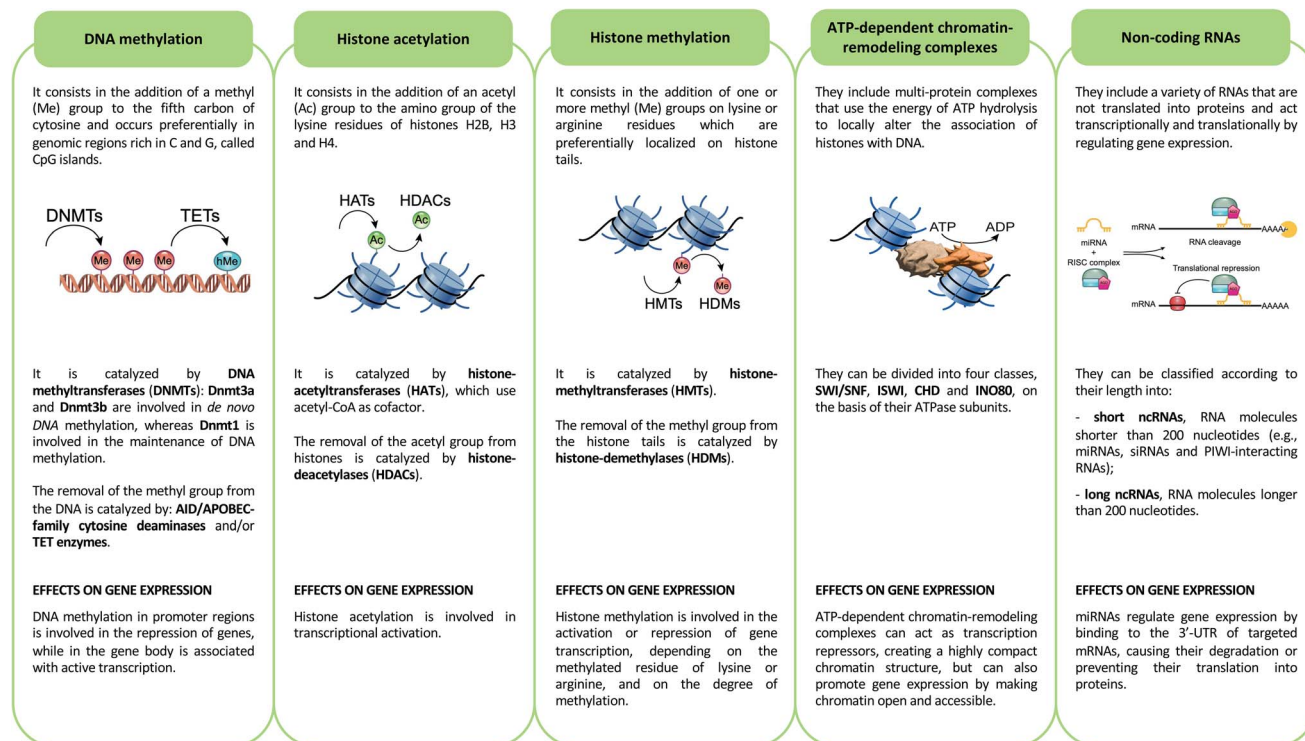 DNA methylation
It consists in the addition of a methyl
(Me) group to the fifth carbon of
cytosine and occurs preferentially in
genomic regions rich in C and G, called
CpG islands.
DNMTs
TETs
Me
Me
Me
hMe
It is catalyzed by DNA
methyltransferases (DNMTs): Dnmt3a
and Dnmt3b are involved in de novo
DNA methylation, whereas Dnmt1 is
involved in the maintenance of DNA
methylation.
The removal of the methyl group from
the DNA is catalyzed by: AID/APOBEC-
family cytosine deaminases and/or
TET enzymes.
EFFECTS ON GENE EXPRESSION
DNA methylation in promoter regions
is involved in the repression of genes,
while in the gene body is associated
with active transcription.
Histone acetylation
It consists in the addition of an acetyl
(Ac) group to the amino group of the
lysine residues of histones H2B, H3
and H4.
HATs
HDACs
Ac
Ac
It is catalyzed by histone-
acetyltransferases (HATs), which use
acetyl-CoA as cofactor.
The removal of the acetyl group from
histones is catalyzed by histone-
deacetylases (HDACs).
EFFECTS ON GENE EXPRESSION
Histone acetylation is involved in
transcriptional activation.
Histone methylation
It consists in the addition of one or
more methyl (Me) groups on lysine or
arginine residues which are
preferentially localized on histone
tails.
Me
Me
HMTs
HDMs
It is catalyzed by histone-
methyltransferases (HMTs).
The removal of the methyl group from
the histone tails is catalyzed by
histone-demethylases (HDMs).
EFFECTS ON GENE EXPRESSION
Histone methylation is involved in the
activation or repression of gene
transcription, depending on the
methylated residue of lysine or
arginine, and on the degree of
methylation.
ATP-dependent chromatin-
remodeling complexes
They include multi-protein complexes
that use the energy of ATP hydrolysis
to locally alter the association of
histones with DNA.
ATP
ADP
They can be divided into four classes,
SWI/SNF, ISWI, CHD and INO80, on
the basis of their ATPase subunits.
EFFECTS ON GENE EXPRESSION
ATP-dependent chromatin-remodeling
complexes can act as transcription
repressors, creating a highly compact
chromatin structure, but can also
promote gene expression by making
chromatin open and accessible.
Non-coding RNAs
They include a variety of RNAs that are
not translated into proteins and act
transcriptionally and translationally by
regulating gene expression.
mRNA
AAAAA
RNA cleavage
miRNA
+
RISC complex
Translational repression
mRNA
AAAAA
They can be classified according to
their length into:
- short ncRNAs, RNA molecules
shorter than 200 nucleotides (e.g.,
miRNAs, siRNAs and PIWI-interacting
RNAs);
- long ncRNAs, RNA molecules longer
than 200 nucleotides.
EFFECTS ON GENE EXPRESSION
miRNAs regulate gene expression by
binding to the 3’-UTR of targeted
mRNAs, causing their degradation or
preventing their translation into
proteins.